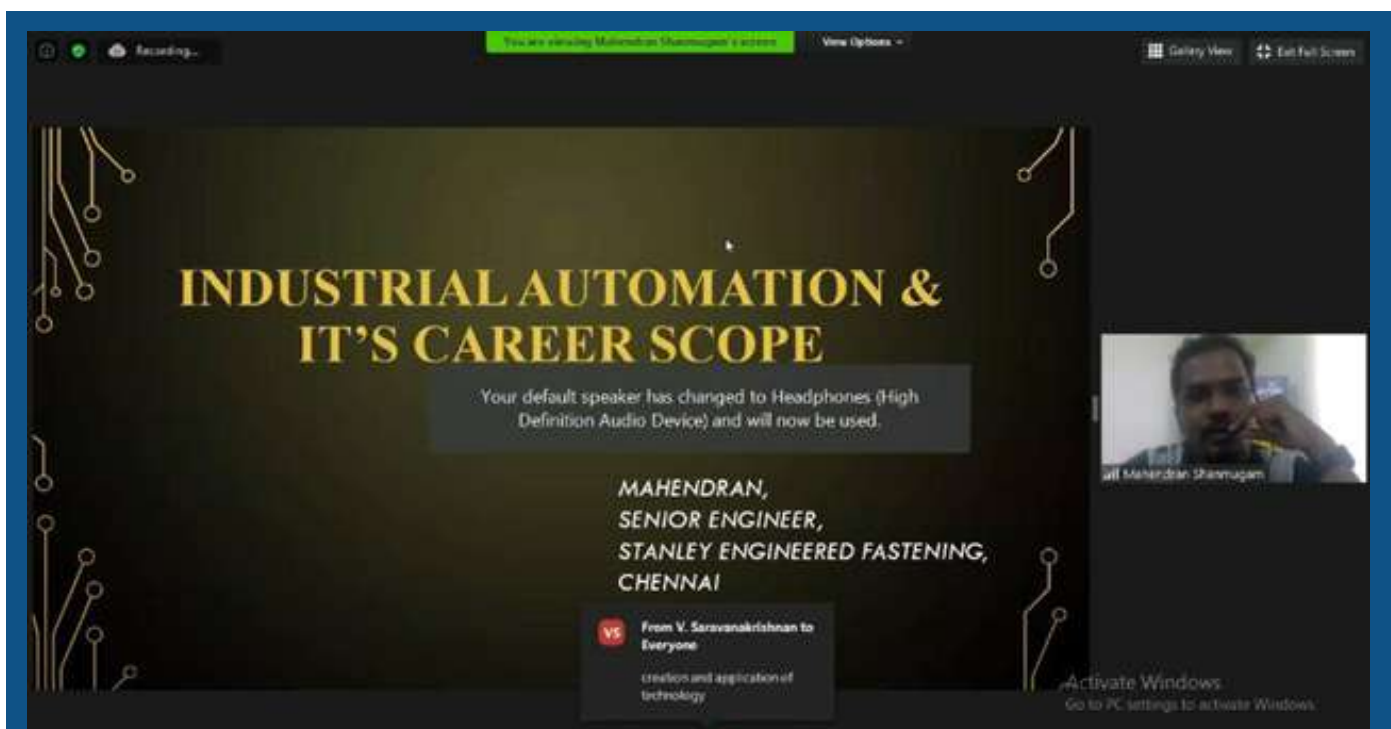 Recording...
You are viewing Mahendran Shanmugam's screen
View Options
Gallery View
Exit Full Screen
INDUSTRIAL AUTOMATION &
IT'S CAREER SCOPE
Your default speaker has changed to Headphones (High
Definition Audio Device) and will now be used.
Mahendran Shanmugam
MAHENDRAN,
SENIOR ENGINEER,
STANLEY ENGINEERED FASTENING,
CHENNAI
VS
From V. Saravanakrishnan to
Everyone
creation and application of
technology
Activate Windows
Go to PC settings to activate Windows.